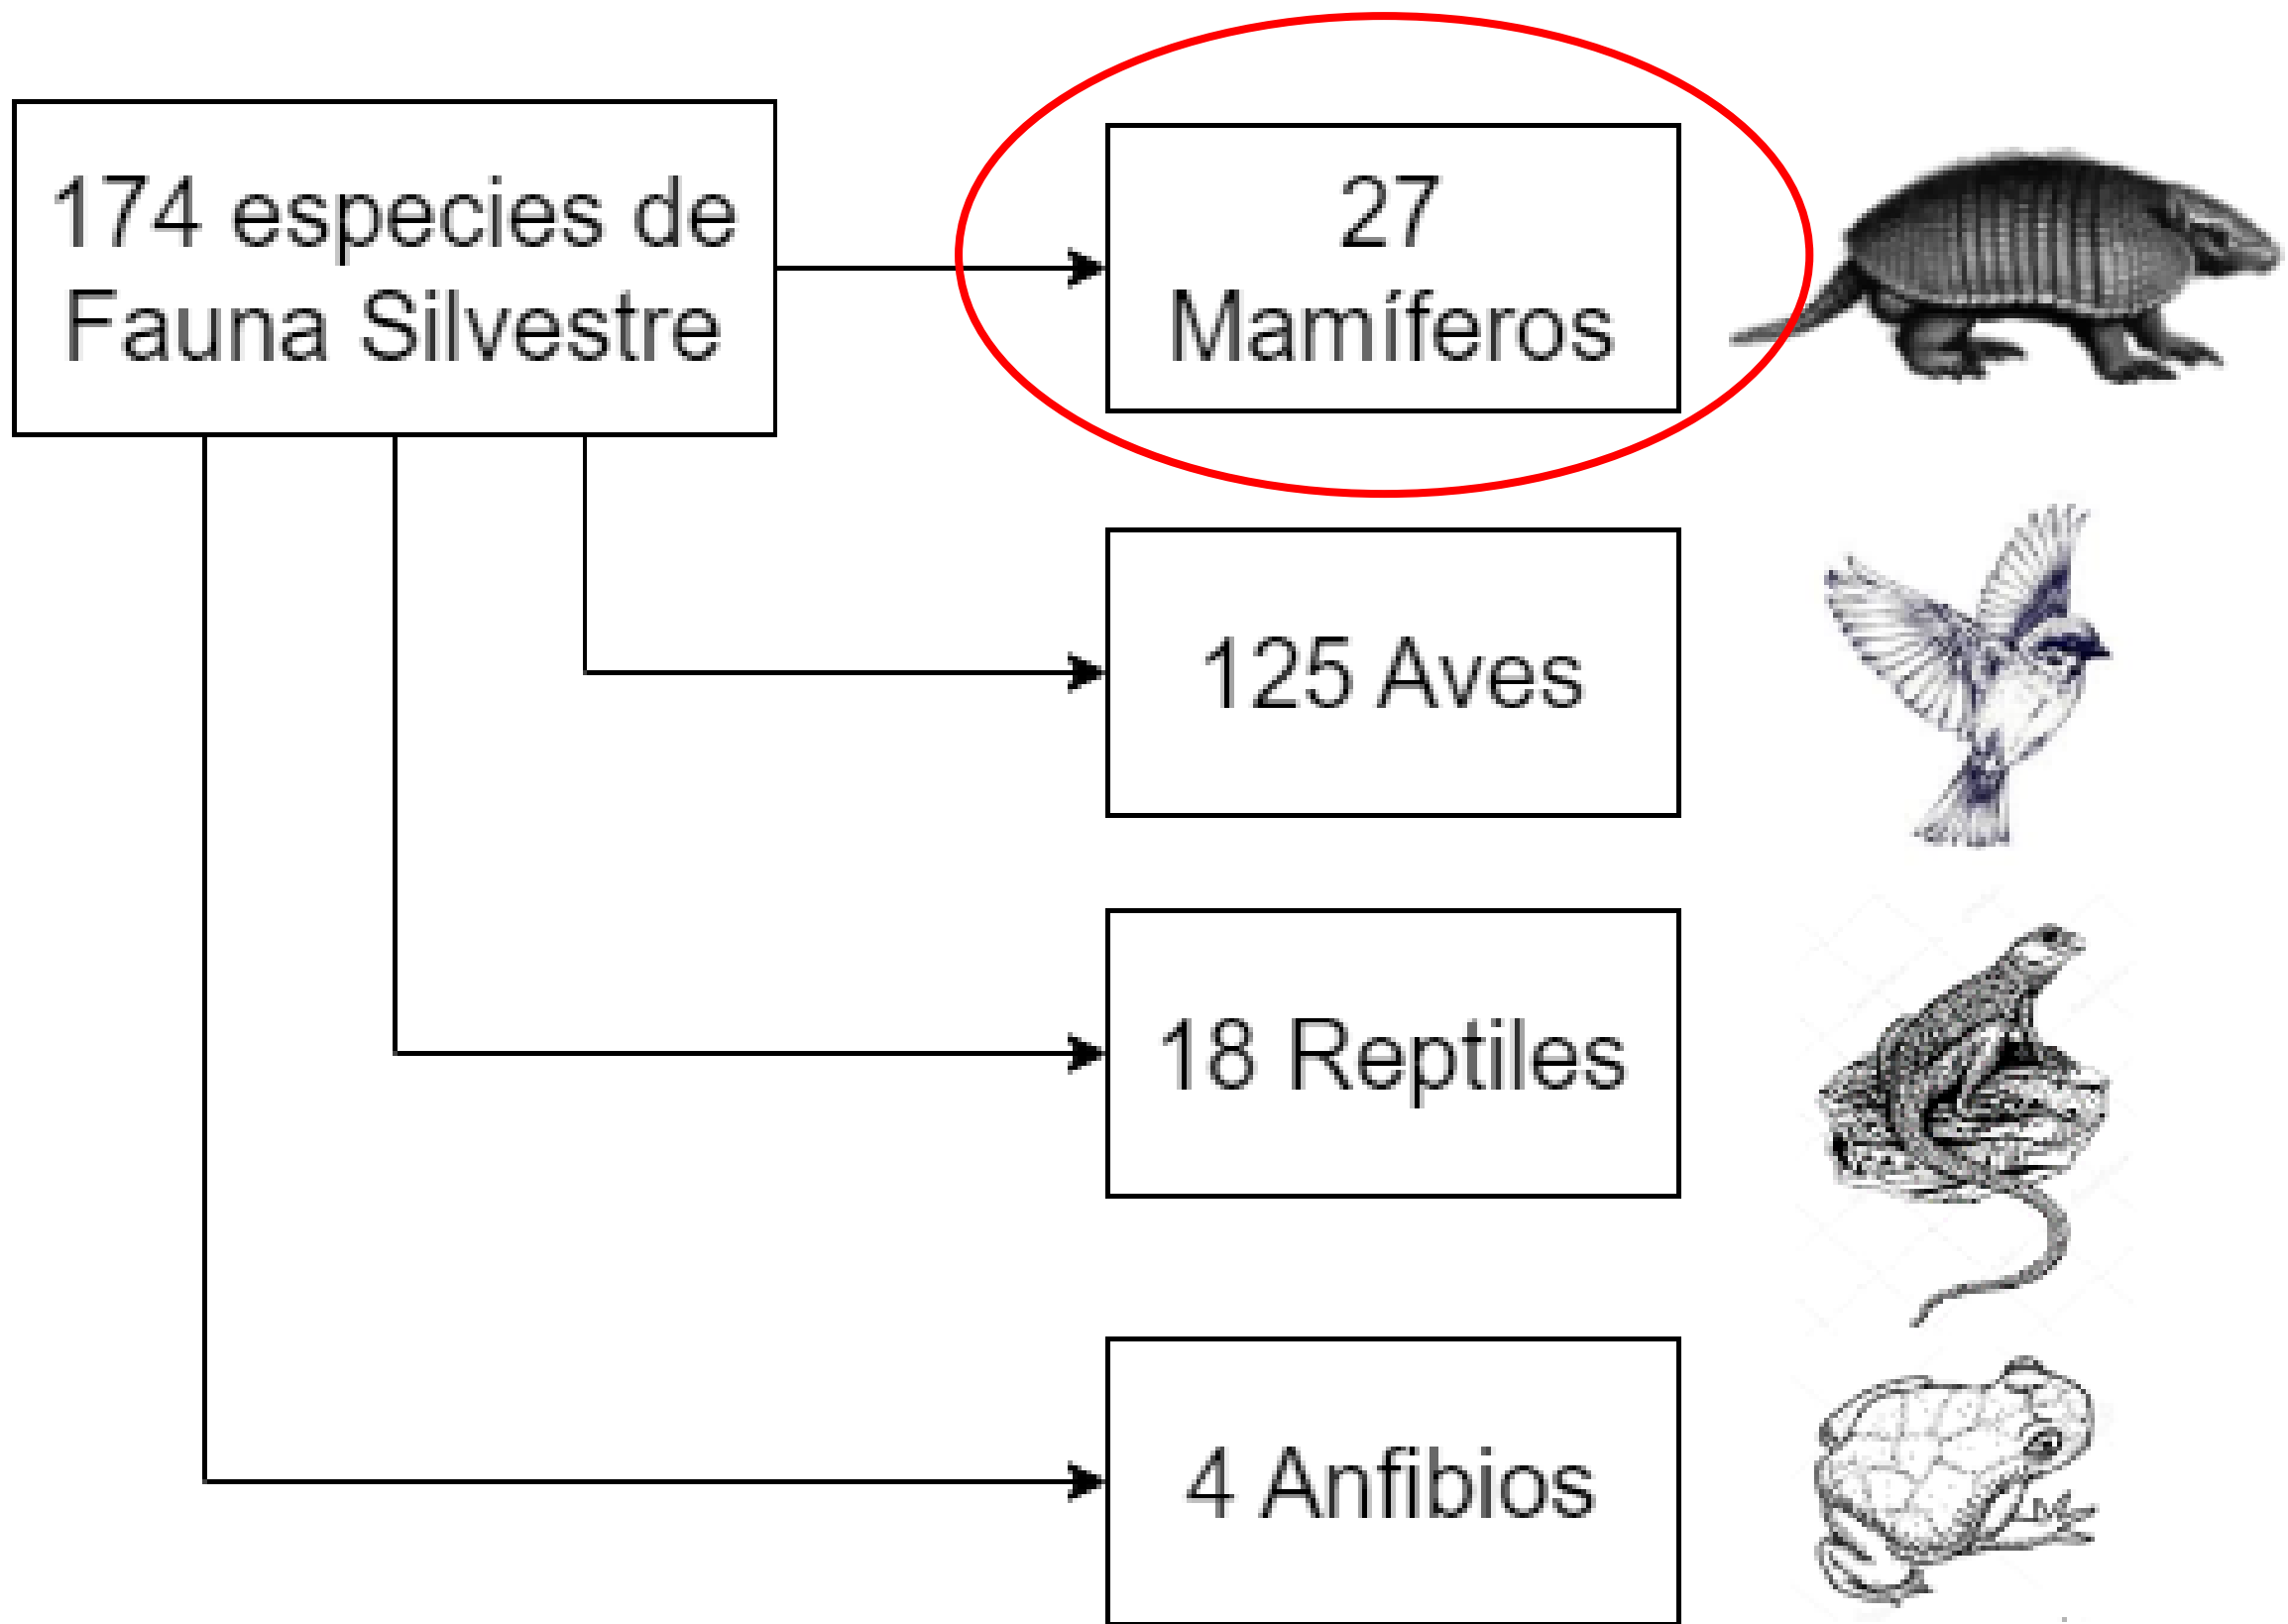 174 especies de
Fauna Silvestre
27
Mamíferos
125 Aves
18 Reptiles
4 Anfibios